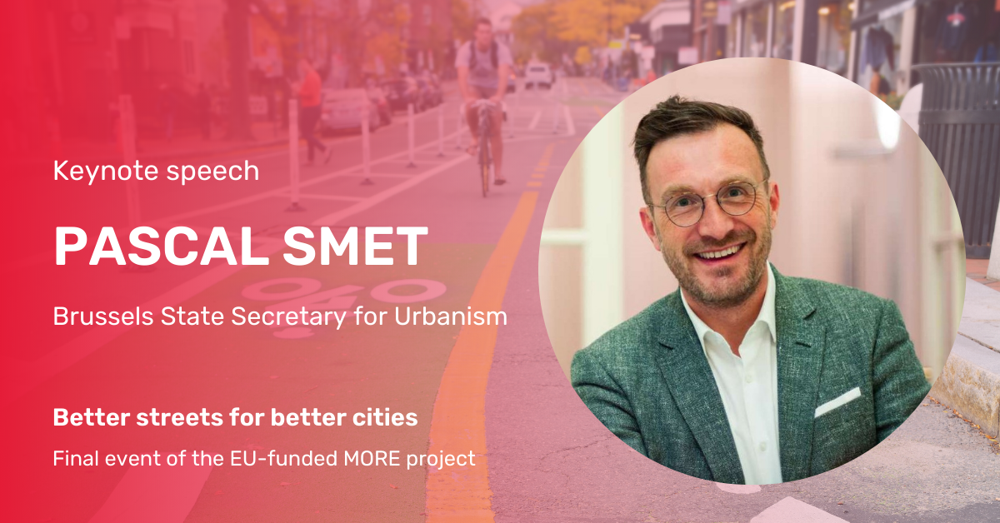 Keynote speech
PASCAL SMET
Brussels State Secretary for Urbanism
Better streets for better cities
Final event of the EU-funded MORE project